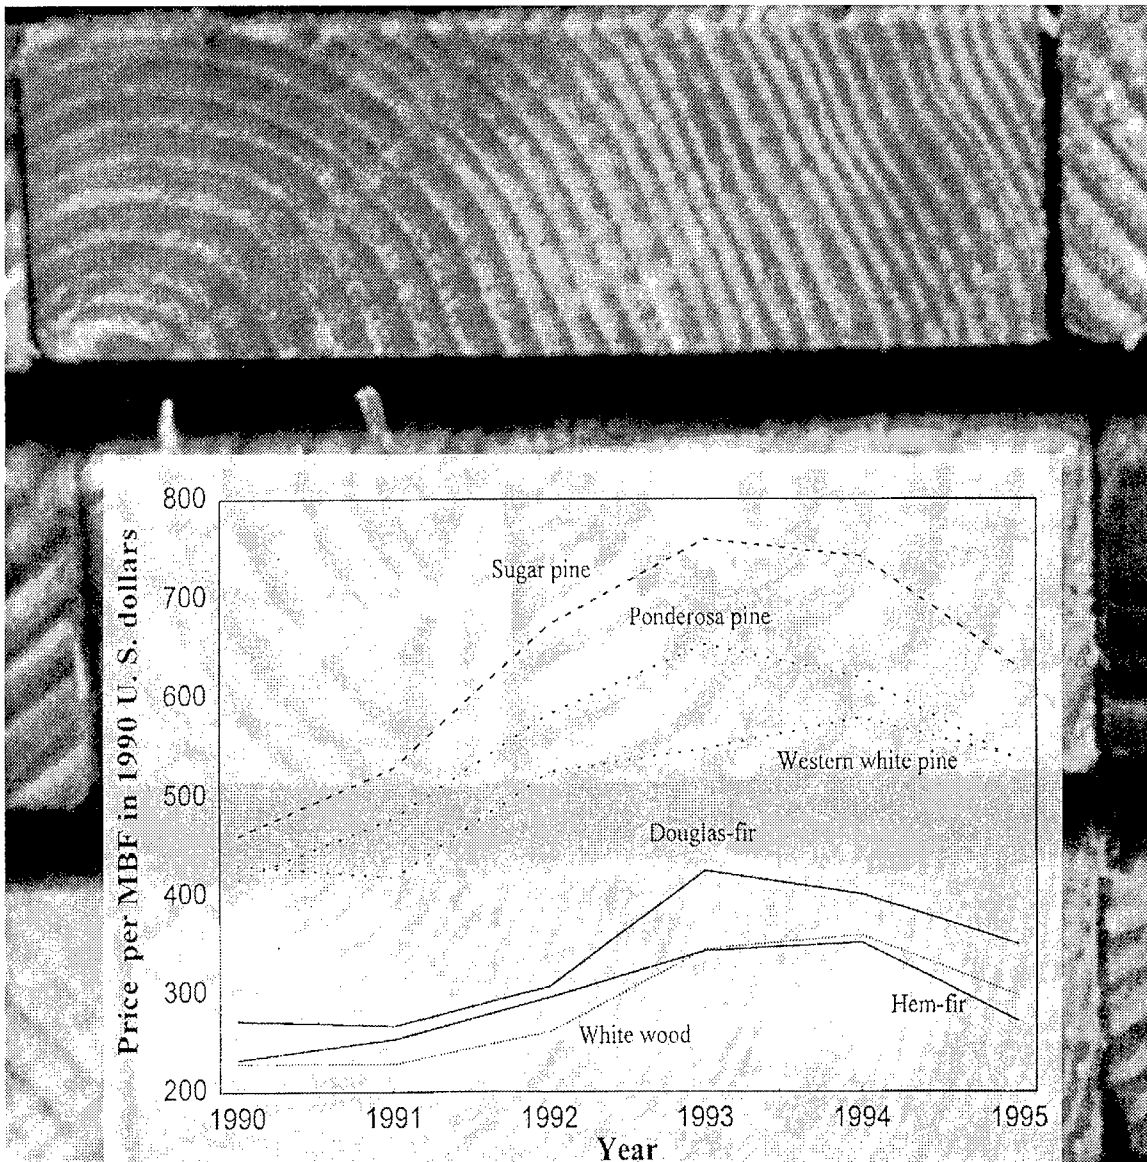 800
700
600
500
400
300
200
Price per MBF in 1990 U. S. dollars
Sugar pine
Ponderosa pine
Western white pine
Douglas-fir
Hem-fir
White wood
1990 1991 1992 1993 1994 1995
Year